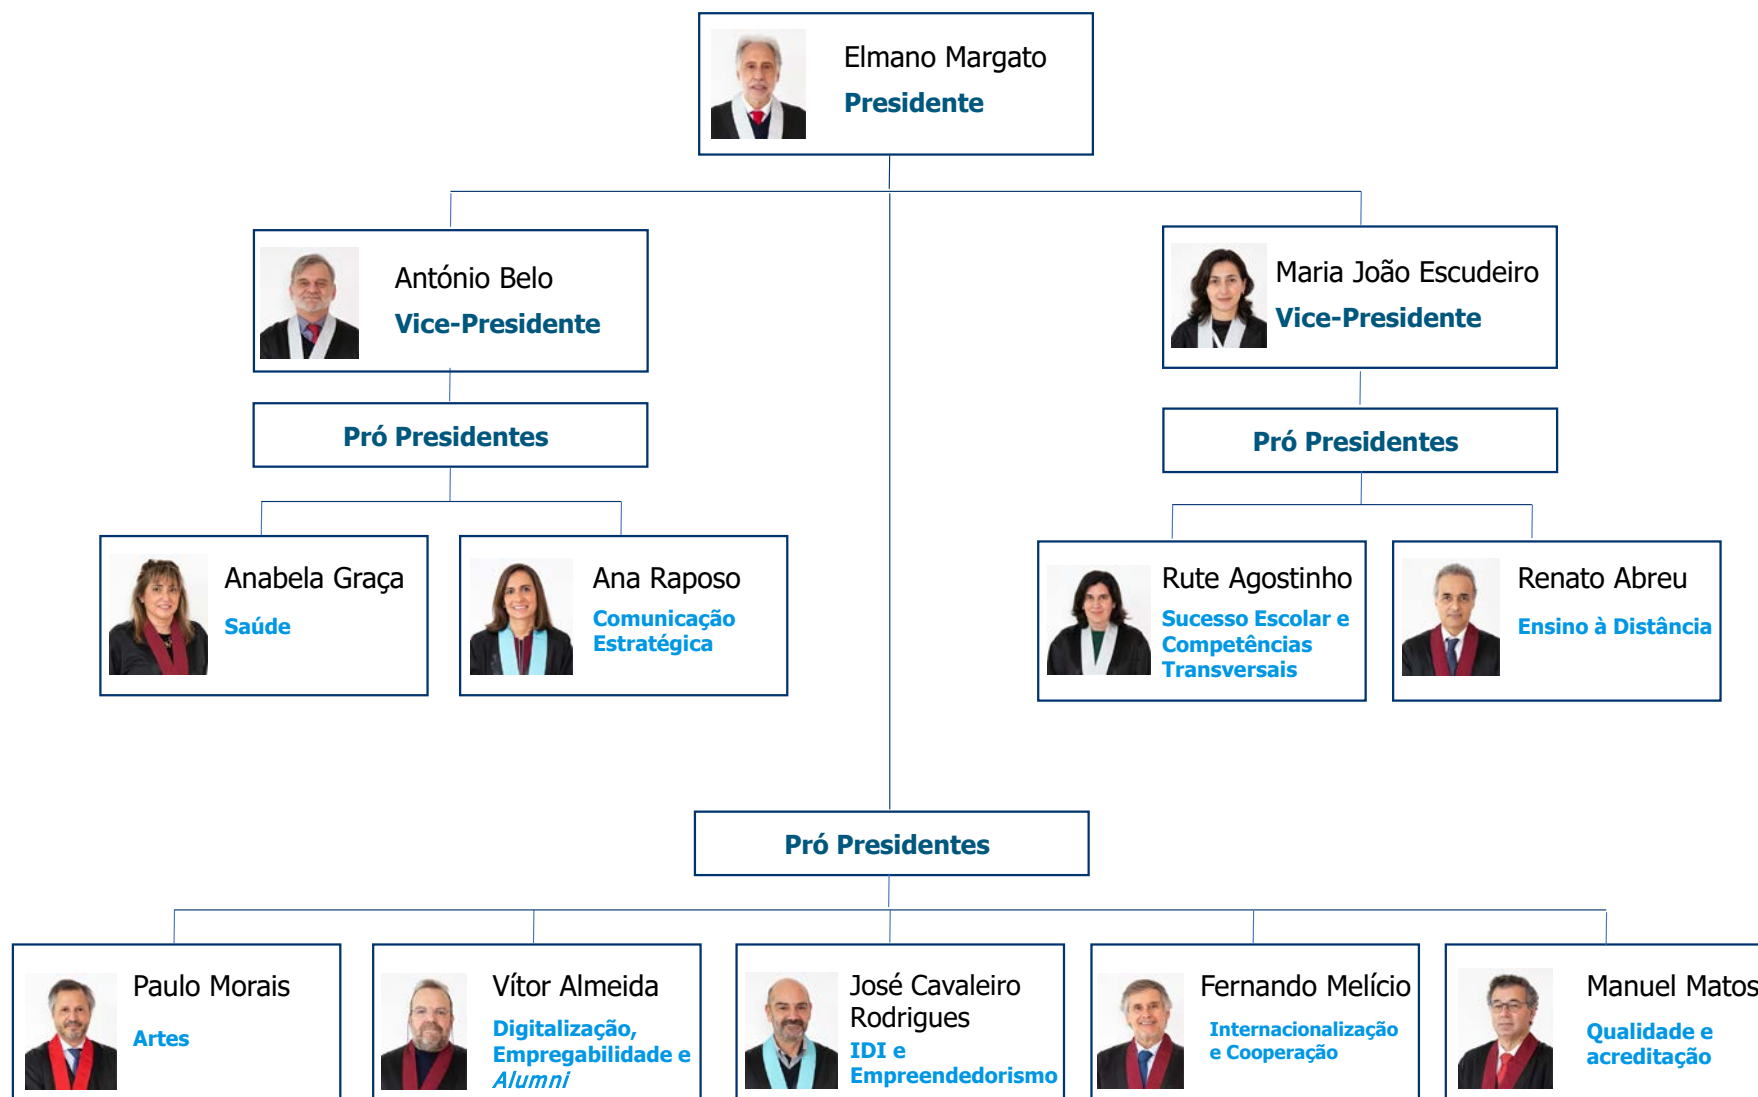 Elmano Margato
Presidente
António Belo
Vice-Presidente
Maria João Escudeiro
Vice-Presidente
Pró Presidentes
Pró Presidentes
Anabela Graça
Saúde
Ana Raposo
Comunicação
Estratégica
Rute Agostinho
Sucesso Escolar e
Competências
Transversais
Renato Abreu
Ensino à Distância
Pró Presidentes
Paulo Morais
Artes
Vítor Almeida
Digitalização,
Empregabilidade e
Alumni
José Cavaleiro
Rodrigues
IDI e
Empreendedorismo
Fernando Melício
Internacionalização
e Cooperação
Manuel Matos
Qualidade e
acreditação